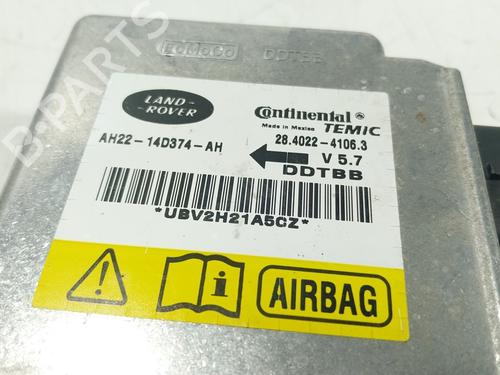 FoMoCo DDTBB
B-PARTS
LAND-
ROVER
Continental
TEMIC
Made in Mexico
AH22-14D374-AH
28.4022-4106.3
V 5.7
DDTBB
*UBV2H21A5CZ*
AIRBAG